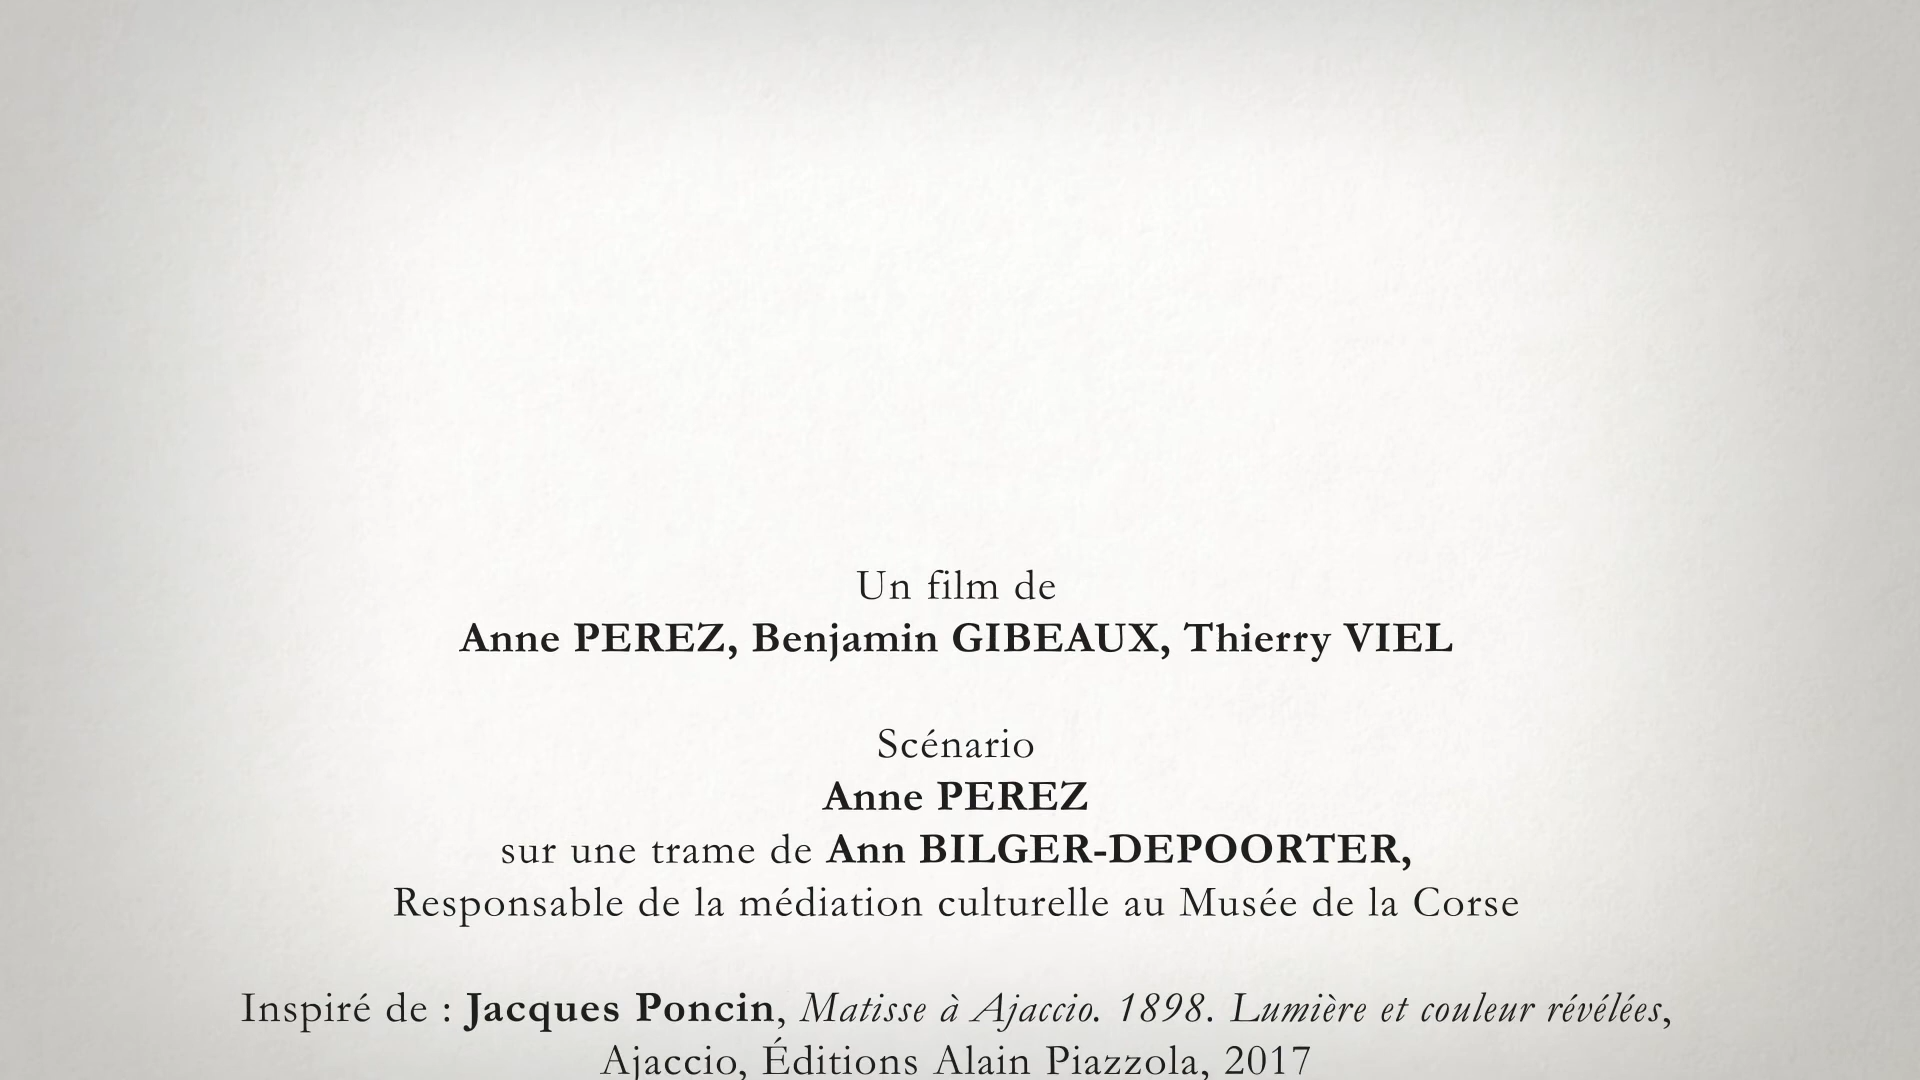 Un film de
Anne PEREZ, Benjamin GIBEAUX, Thierry VIEL
Scénario
Anne PEREZ
sur une trame de Ann BILGER-DEPOORTER,
Responsable de la médiation culturelle au Musée de la Corse
Inspiré de : Jacques Poncin, Matisse à Ajaccio. 1898. Lumière et couleur révélées,
Ajaccio, Éditions Alain Piazzola, 2017